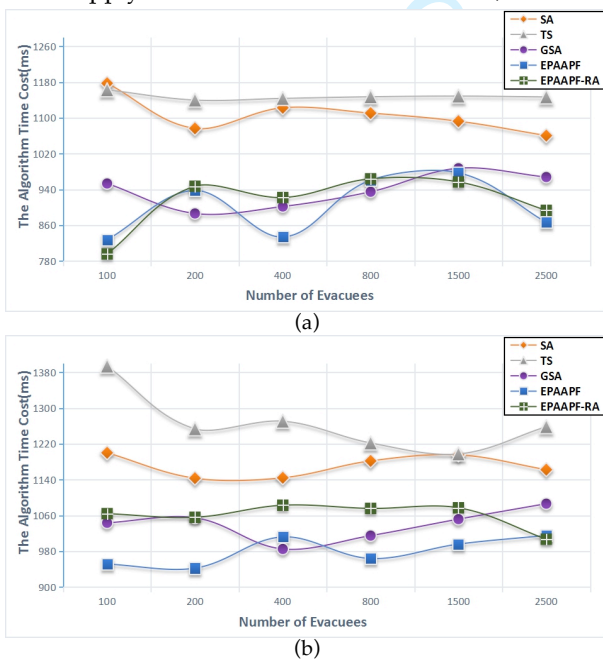 SA
TS
GSA
EPAAPF
EPAAPF-RA
The Algorithm Time Cost(ms)
1260
1180
1100
1020
940
860
780
100 200 400 800 1500 2500
Number of Evacuees
(a)
SA
TS
GSA
EPAAPF
EPAAPF-RA
The Algorithm Time Cost(ms)
1380
1300
1220
1140
1060
980
900
100 200 400 800 1500 2500
Number of Evacuees
(b)